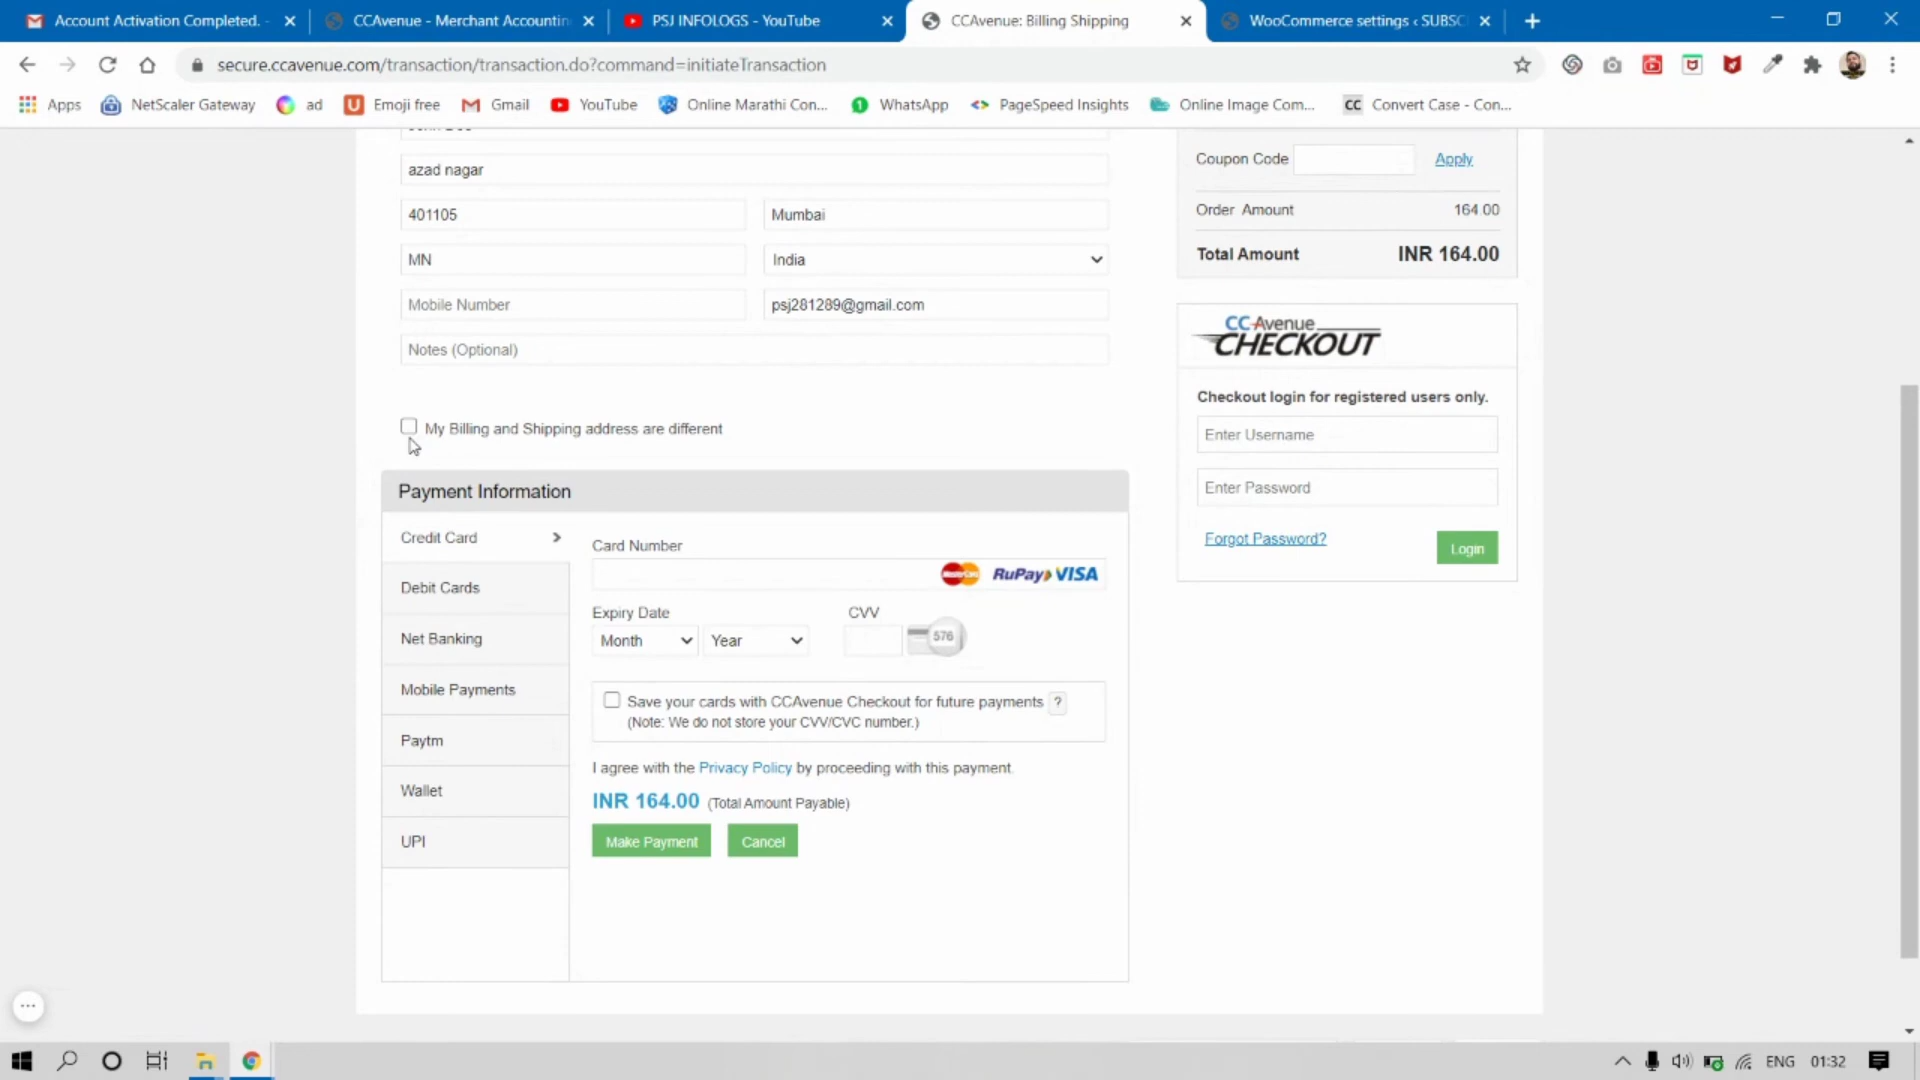 Account Activation Completed. -
CCAvenue - Merchant Accountin
PSJ INFOLOGS - YouTube
CCAvenue: Billing Shipping
WooCommerce settings ‹ SUBSC
secure.ccavenue.com/transaction/transaction.do?command=initiateTransaction
Apps
NetScaler Gateway
ad
Emoji free
Gmail
YouTube
Online Marathi Con...
WhatsApp
PageSpeed Insights
Online Image Com...
CC Convert Case - Con...
azad nagar
401105
Mumbai
MN
India
Mobile Number
psj281289@gmail.com
Notes (Optional)
My Billing and Shipping address are different
Payment Information
Credit Card
Debit Cards
Net Banking
Mobile Payments
Paytm
Wallet
UPI
Card Number
MasterCard RuPay VISA
Expiry Date
CVV
Month
Year
576
Save your cards with CCAvenue Checkout for future payments ?
(Note: We do not store your CVV/CVC number.)
I agree with the Privacy Policy by proceeding with this payment.
INR 164.00 (Total Amount Payable)
Make Payment
Cancel
Coupon Code
Apply
Order Amount 164.00
Total Amount INR 164.00
CCAvenue
CHECKOUT
Checkout login for registered users only.
Enter Username
Enter Password
Forgot Password?
Login
ENG
01:32